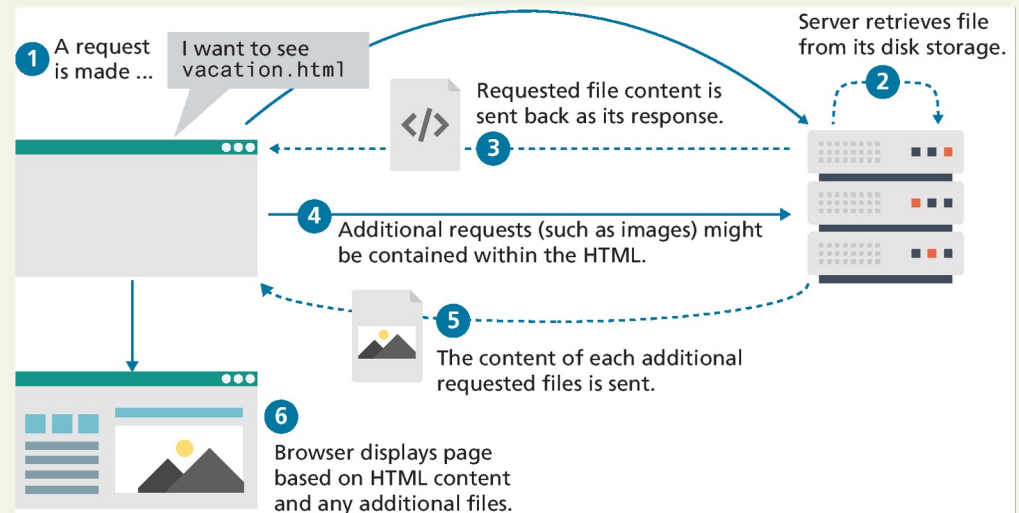 1
A request
is made ...
I want to see
vacation.html
Server retrieves file
from its disk storage.
2
Requested file content is
sent back as its response.
</>
3
4
Additional requests (such as images) might
be contained within the HTML.
5
The content of each additional
requested files is sent.
6
Browser displays page
based on HTML content
and any additional files.